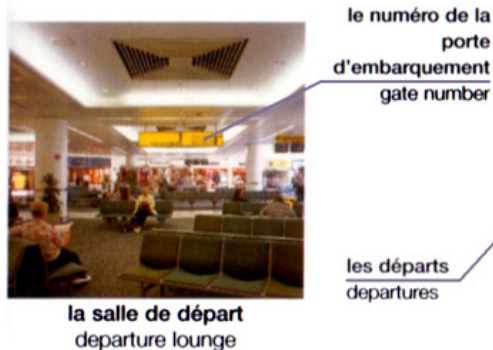 le numéro de la
porte
d'embarquement
gate number
les départs
departures
la salle de départ
departure lounge